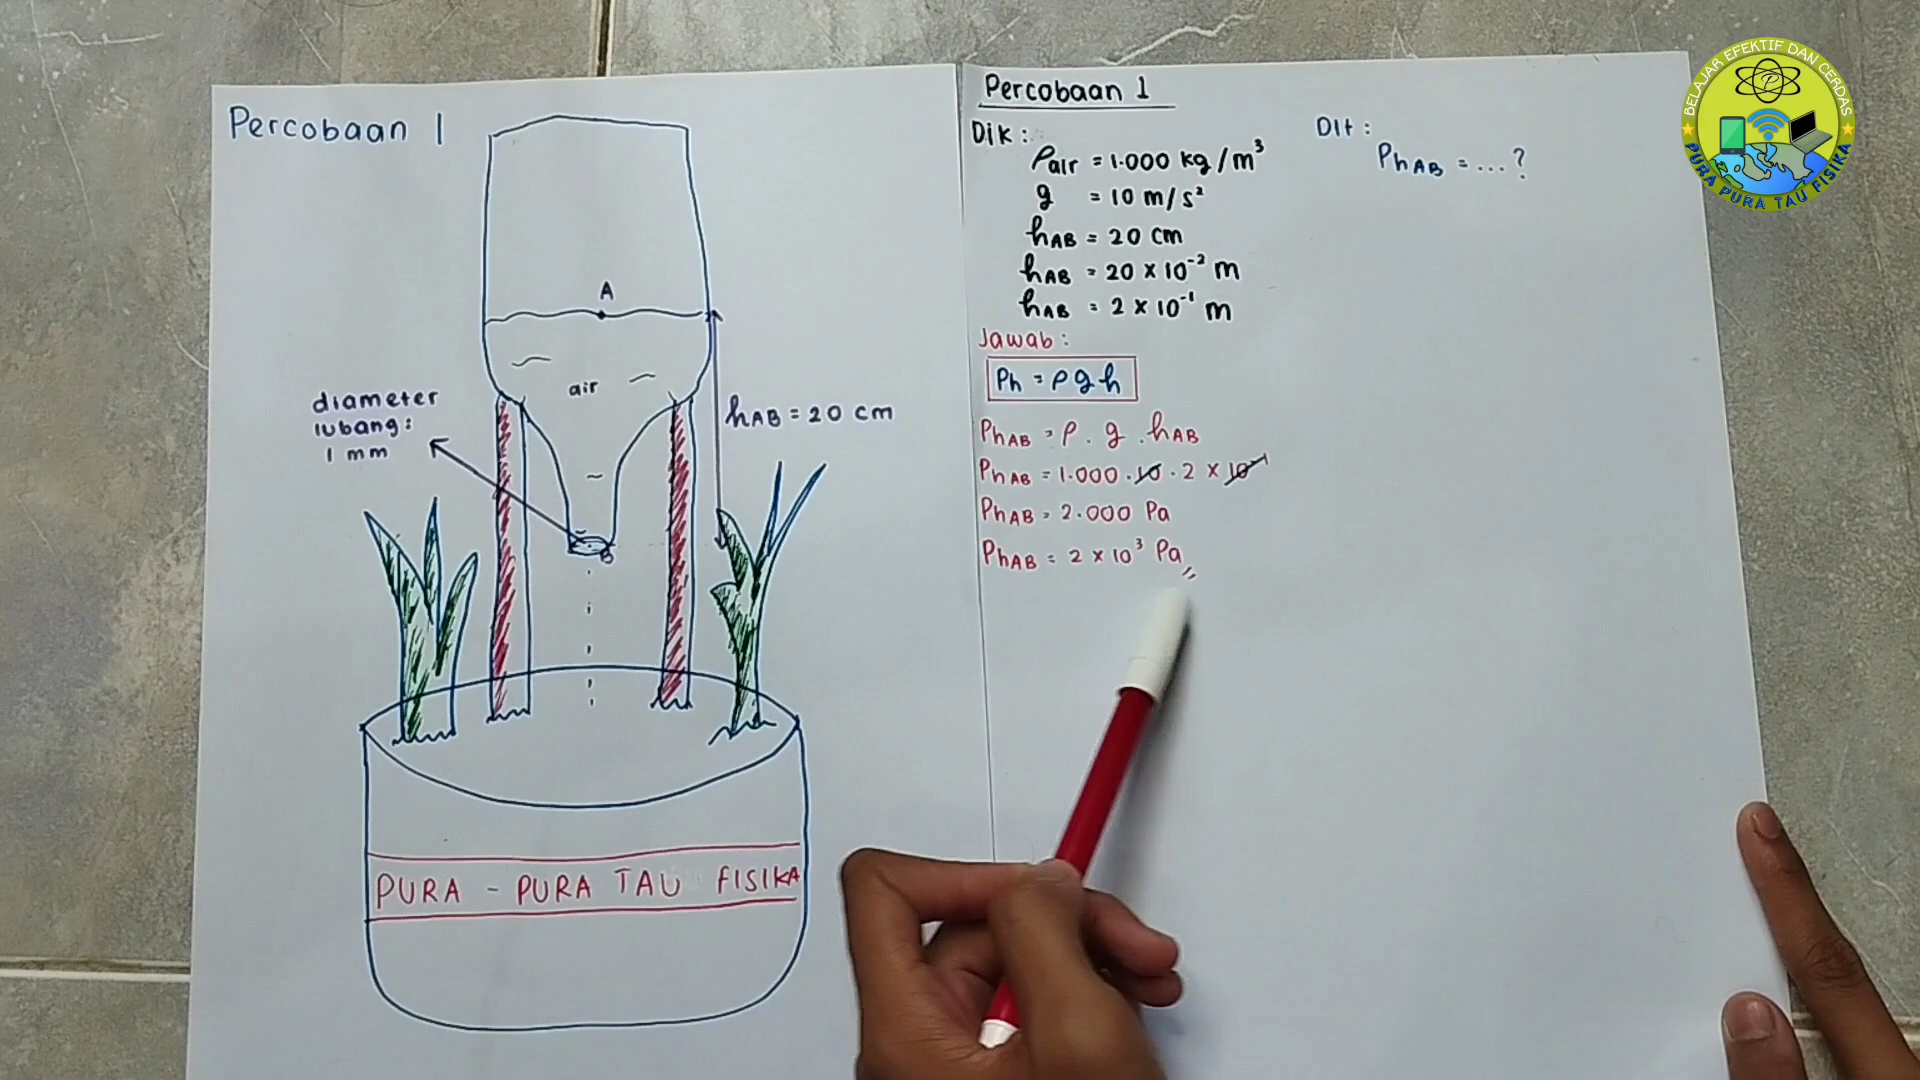 Percobaan 1
A
air
diameter
lubang:
1 mm
hAB = 20 cm
B
PURA - PURA TAU FISIKA
Percobaan 1
Dik:
ρair = 1.000 kg/m³
g = 10 m/s²
hAB = 20 cm
hAB = 20 × 10⁻² m
hAB = 2 × 10⁻¹ m
Dit:
PhAB = ...?
Jawab:
Ph = ρ g h
PhAB = ρ . g . hAB
PhAB = 1.000 . 10 . 2 × 10⁻¹
PhAB = 2.000 Pa
PhAB = 2 × 10³ Pa
BELAJAR EFEKTIF DAN CERDAS
PURA PURA TAU FISIKA